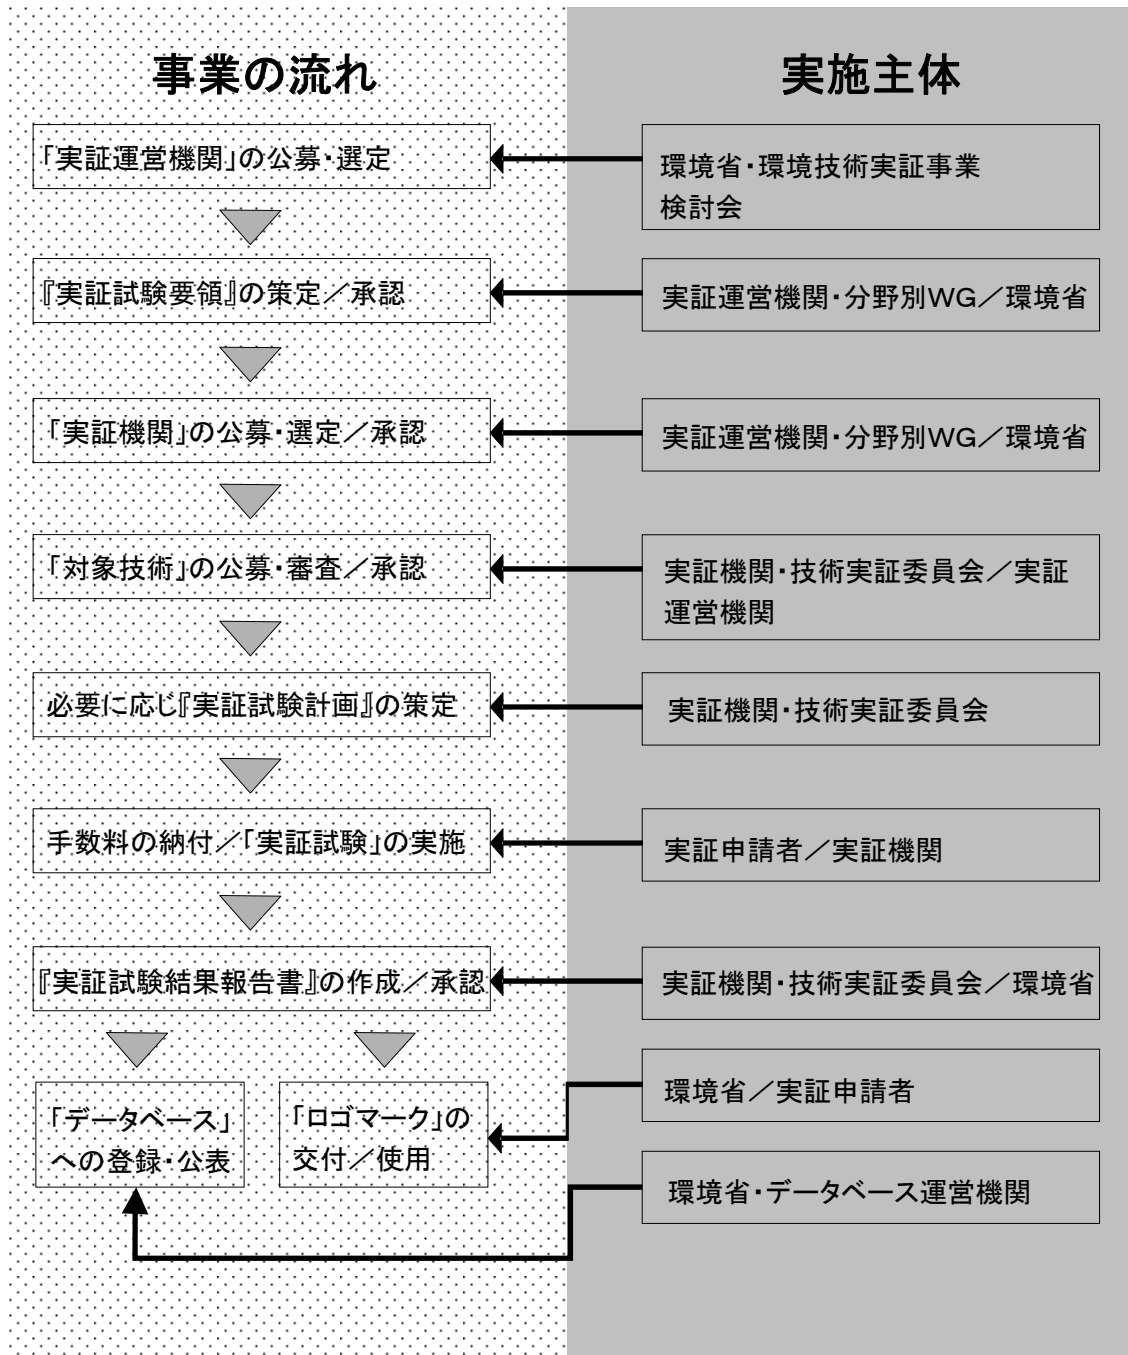 事業の流れ
実施主体
「実証運営機関」の公募・選定
環境省・環境技術実証事業
検討会
『実証試験要領』の策定／承認
実証運営機関・分野別WG／環境省
「実証機関」の公募・選定／承認
実証運営機関・分野別WG／環境省
「対象技術」の公募・審査／承認
実証機関・技術実証委員会／実証
運営機関
必要に応じ『実証試験計画』の策定
実証機関・技術実証委員会
手数料の納付／「実証試験」の実施
実証申請者／実証機関
『実証試験結果報告書』の作成／承認
実証機関・技術実証委員会／環境省
「データベース」
への登録・公表
「ロゴマーク」の
交付／使用
環境省／実証申請者
環境省・データベース運営機関